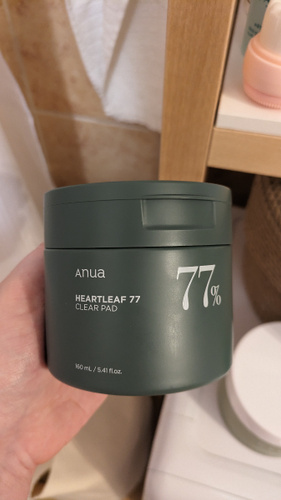 Anua
77%
HEARTLEAF 77
CLEAR PAD
160 mL / 5.41 fl.oz.